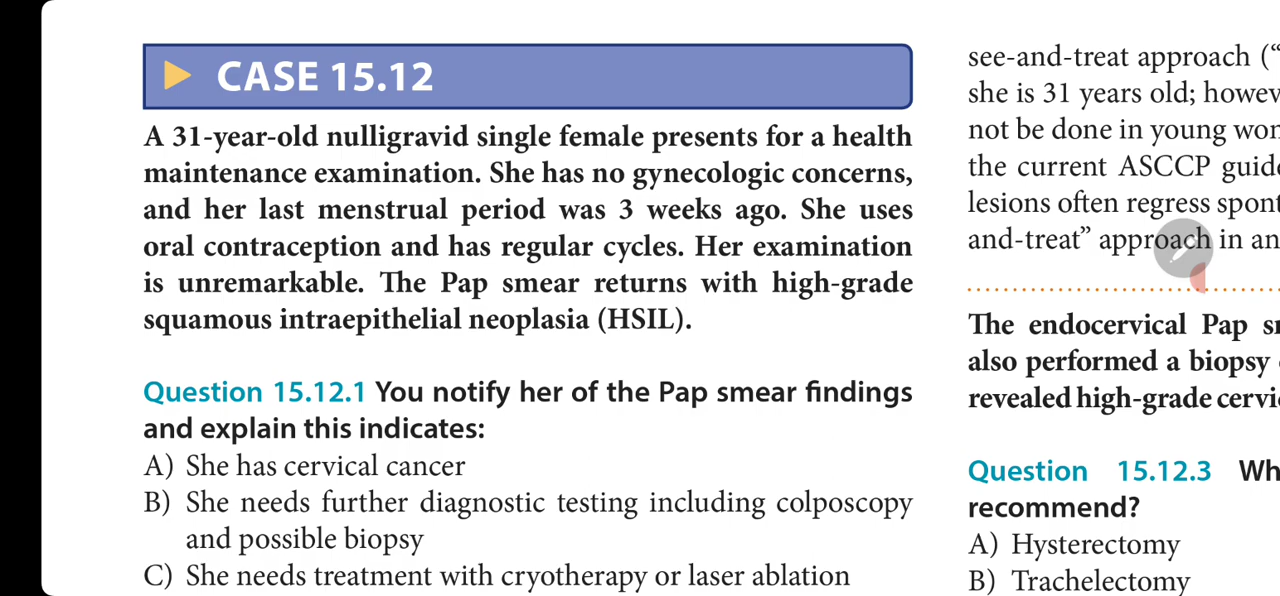 CASE 15.12
A 31-year-old nulligravid single female presents for a health
maintenance examination. She has no gynecologic concerns,
and her last menstrual period was 3 weeks ago. She uses
oral contraception and has regular cycles. Her examination
is unremarkable. The Pap smear returns with high-grade
squamous intraepithelial neoplasia (HSIL).
Question 15.12.1 You notify her of the Pap smear findings
and explain this indicates:
A) She has cervical cancer
B) She needs further diagnostic testing including colposcopy
and possible biopsy
C) She needs treatment with cryotherapy or laser ablation
see-and-treat approach (“
she is 31 years old; howev
not be done in young wo
the current ASCCP guid
lesions often regress spont
and-treat” approach in an
The endocervical Pap s
also performed a biopsy
revealed high-grade cervi
Question 15.12.3 Wh
recommend?
A) Hysterectomy
B) Trachelectomy